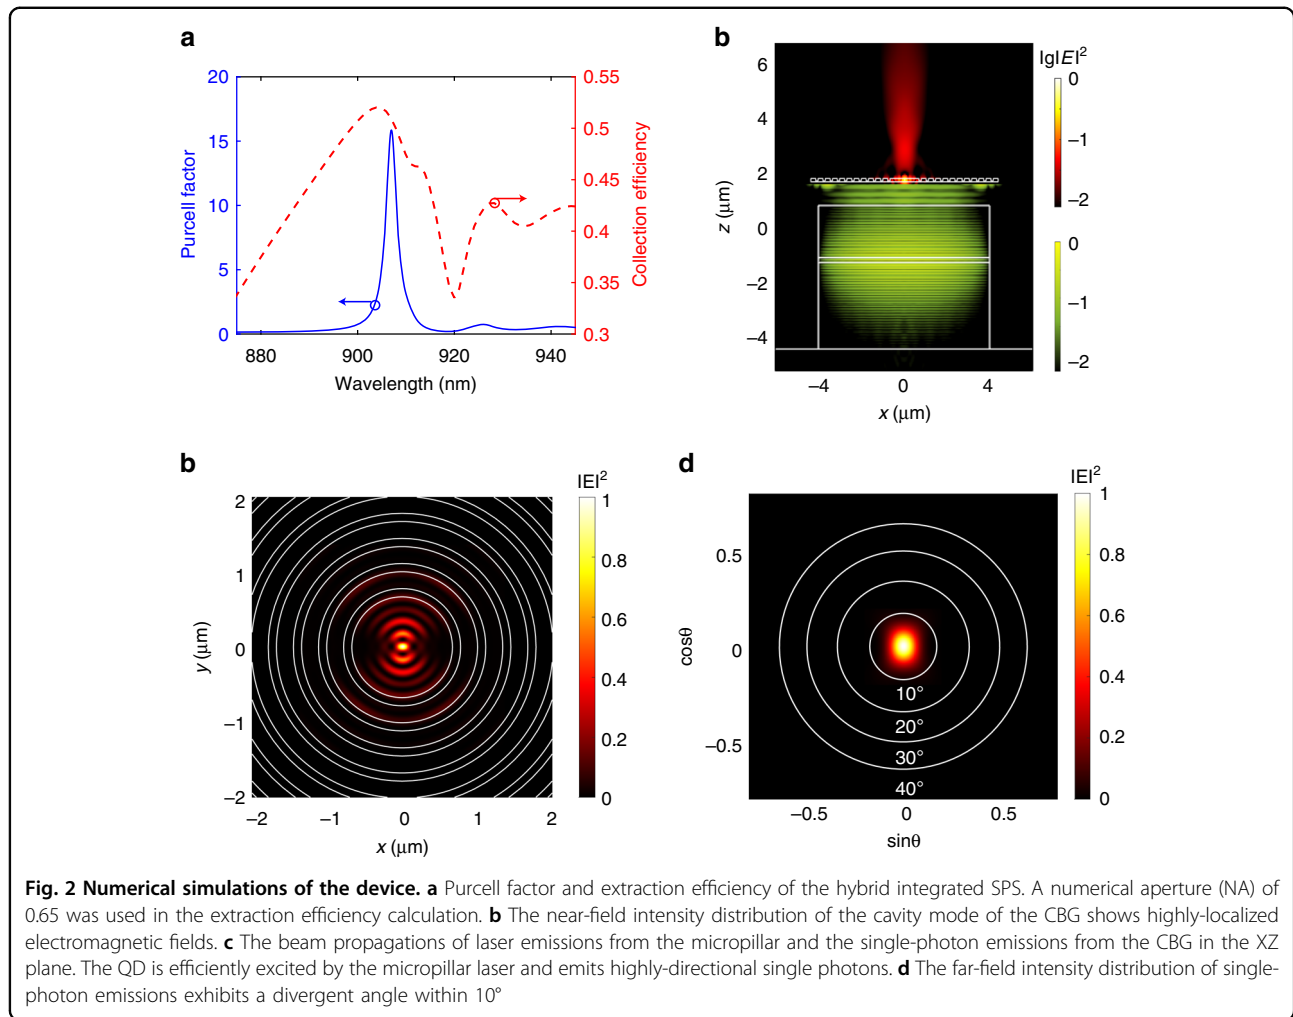 a
20
15
10
5
0
Purcell factor
0.55
0.5
0.45
0.4
0.35
0.3
Collection efficiency
880
900
920
940
Wavelength (nm)
b
6
4
2
0
−2
−4
z (μm)
−4
0
4
x (μm)
lg|E|²
0
−1
−2
0
−1
−2
b
2
1
0
−1
−2
y (μm)
−2
−1
0
1
2
x (μm)
|E|²
1
0.8
0.6
0.4
0.2
0
d
0.5
0
−0.5
cosθ
10°
20°
30°
40°
−0.5
0
0.5
sinθ
|E|²
1
0.8
0.6
0.4
0.2
0
Fig. 2 Numerical simulations of the device. a Purcell factor and extraction efficiency of the hybrid integrated SPS. A numerical aperture (NA) of
0.65 was used in the extraction efficiency calculation. b The near-field intensity distribution of the cavity mode of the CBG shows highly-localized
electromagnetic fields. c The beam propagations of laser emissions from the micropillar and the single-photon emissions from the CBG in the XZ
plane. The QD is efficiently excited by the micropillar laser and emits highly-directional single photons. d The far-field intensity distribution of single-
photon emissions exhibits a divergent angle within 10°